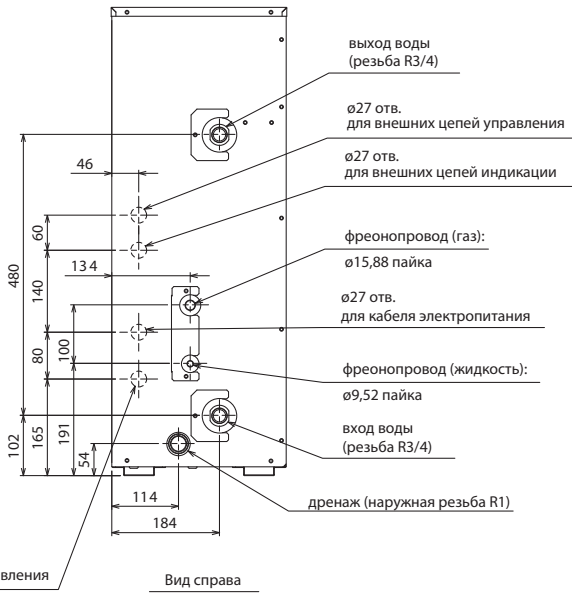 выход воды
(резьба R3/4)
ø27 отв.
для внешних цепей управления
ø27 отв.
для внешних цепей индикации
фреонопровод (газ):
ø15,88 пайка
ø27 отв.
для кабеля электропитания
фреонопровод (жидкость):
ø9,52 пайка
вход воды
(резьба R3/4)
дренаж (наружная резьба R1)
46
60
134
480
140
100
80
102
165
191
54
114
184
вления
Вид справа